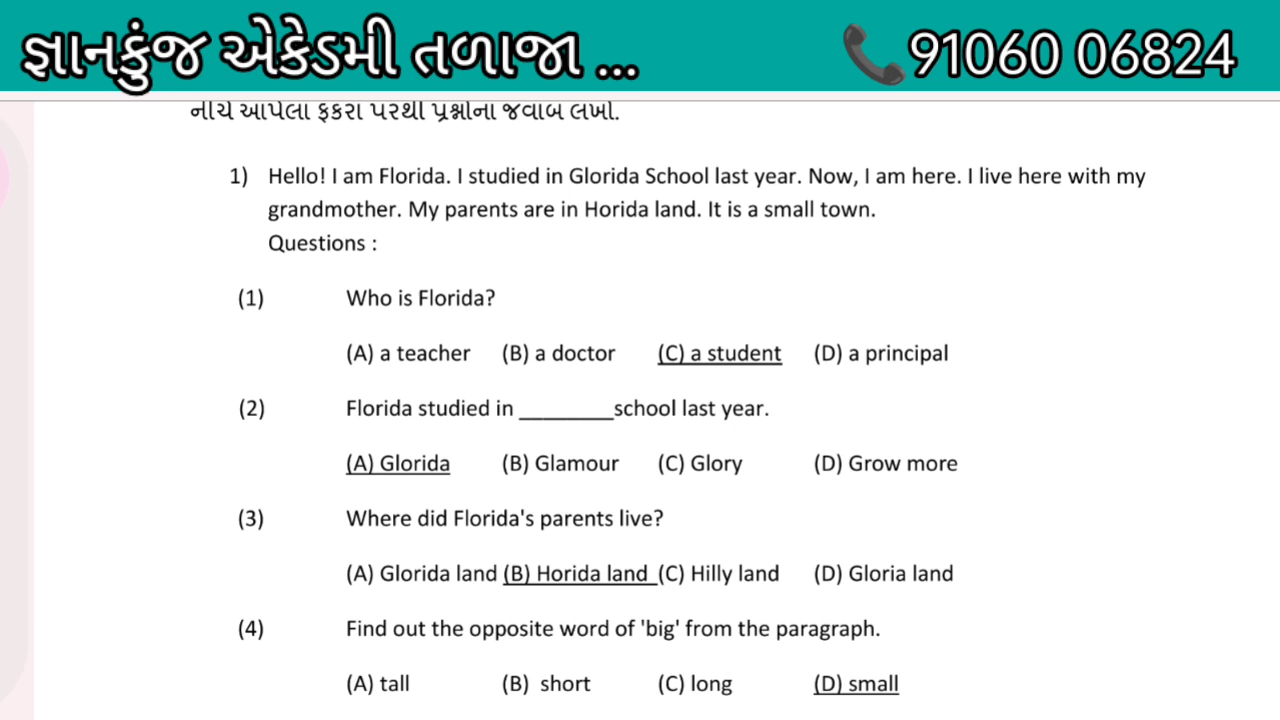 જ્ઞાનકુંજ એકેડમી તળાજા ... 91060 06824
નીચે આપેલા ફકરા પરથી પ્રશ્નોના જવાબ લખો.
1) Hello! I am Florida. I studied in Glorida School last year. Now, I am here. I live here with my
grandmother. My parents are in Horida land. It is a small town.
Questions :
(1) Who is Florida?
(A) a teacher (B) a doctor (C) a student (D) a principal
(2) Florida studied in ________school last year.
(A) Glorida (B) Glamour (C) Glory (D) Grow more
(3) Where did Florida's parents live?
(A) Glorida land (B) Horida land (C) Hilly land (D) Gloria land
(4) Find out the opposite word of 'big' from the paragraph.
(A) tall (B) short (C) long (D) small